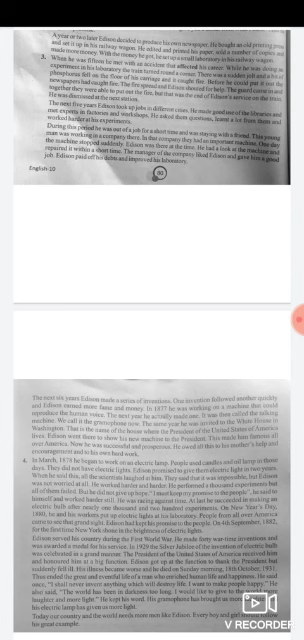 A year or two later Edison decided to produce his own newspaper. He bought an old printing press
and set it up in his railway wagon. He edited and printed his paper, sold a number of copies and
made more money. With the money he got, he set up a small laboratory in his railway wagon.
3. When he was fifteen he met with an accident that affected his career. While he was doing an
experiment in his laboratory the train turned round a corner. There was a sudden jolt and a bit of
phosphorus fell on the floor of his carriage and it caught fire. Before he could put it out the
newspapers had caught fire. The fire spread and Edison shouted for help. The guard came in and
together they were able to put out the fire, but that was the end of Edison's service on the train.
He was dismissed at the next station.
The next five years Edison took up jobs in different cities. He made good use of the libraries and
met experts in factories and workshops. He asked them questions, learnt a lot from them and
worked harder at his experiments.
During this period he was out of a job for a short time and was staying with a friend. This young
man was working in a company there. In that company they had an important machine. One day
the machine stopped suddenly. Edison was there at the time. He had a look at the machine and
repaired it within a short time. The manager of the company liked Edison and gave him a good
job. Edison paid off his debts and improved his laboratory.
English-10
80
The next six years Edison made a series of inventions. One invention followed another quickly
and Edison earned more fame and money. In 1877 he was working on a machine that could
reproduce the human voice. The next year he actually made one. It was then called the talking
machine. We call it the gramophone now. The same year he was invited to the White House in
Washington. That is the name of the house where the President of the United States of America
lives. Edison went there to show his new machine to the President. This made him famous all
over America. Now he was successful and prosperous. He owed all this to his mother's help and
encouragement and to his own hard work.
4. In March, 1878 he began to work on an electric lamp. People used candles and oil lamps in those
days. They did not have electric lights. Edison promised to give them electric light in two years.
When he said this, all the scientists laughed at him. They said that it was impossible, but Edison
was not worried at all. He worked harder and harder. He performed a thousand experiments but
all of them failed. But he did not give up hope. "I must keep my promise to the people", he said to
himself and worked harder still. He was racing against time. At last he succeeded in making an
electric bulb after nearly one thousand and two hundred experiments. On New Year's Day,
1880, he and his workers put up electric lights at his laboratory. People from all over America
came to see this grand sight. Edison had kept his promise to the people. On 4th September, 1882,
for the first time New York shone in the brightness of electric lights.
Edison served his country during the First World War. He made forty war-time inventions and
was awarded a medal for his service. In 1929 the Silver Jubilee of the invention of electric bulb
was celebrated in a grand manner. The President of the United States of America received him
and honoured him at a big function. Edison got up at the function to thank the President but
suddenly fell ill. His illness became worse and he died on Sunday morning, 18th October, 1931.
Thus ended the great and eventful life of a man who enriched human life and happiness. He said
once, "I shall never invent anything which will destroy life. I want to make people happy." He
also said, "The world has been in darkness too long. I would like to give to the world more
laughter and more light." He kept his word. His gramophone has brought us more
his electric lamp has given us more light.
Today our country and the world needs more men like Edison. Every boy and girl should follow
his great example.
V RECORDER